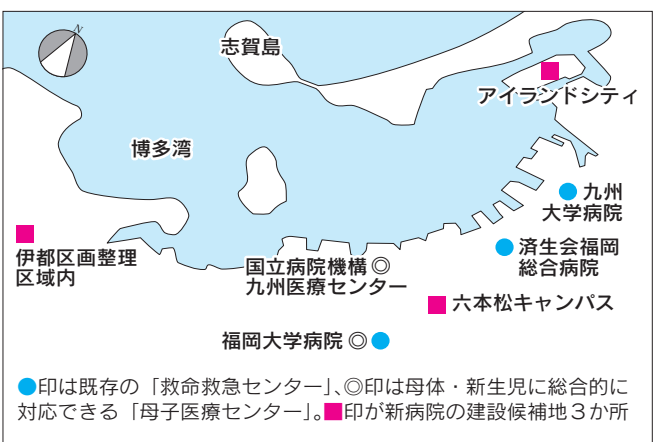 N
志賀島
アイランドシティ
博多湾
九州
大学病院
済生会福岡
総合病院
伊都区画整理
区域内
国立病院機構◎
九州医療センター
六本松キャンパス
福岡大学病院◎●
●印は既存の「救命救急センター」、◎印は母体・新生児に総合的に
対応できる「母子医療センター」。■印が新病院の建設候補地3か所